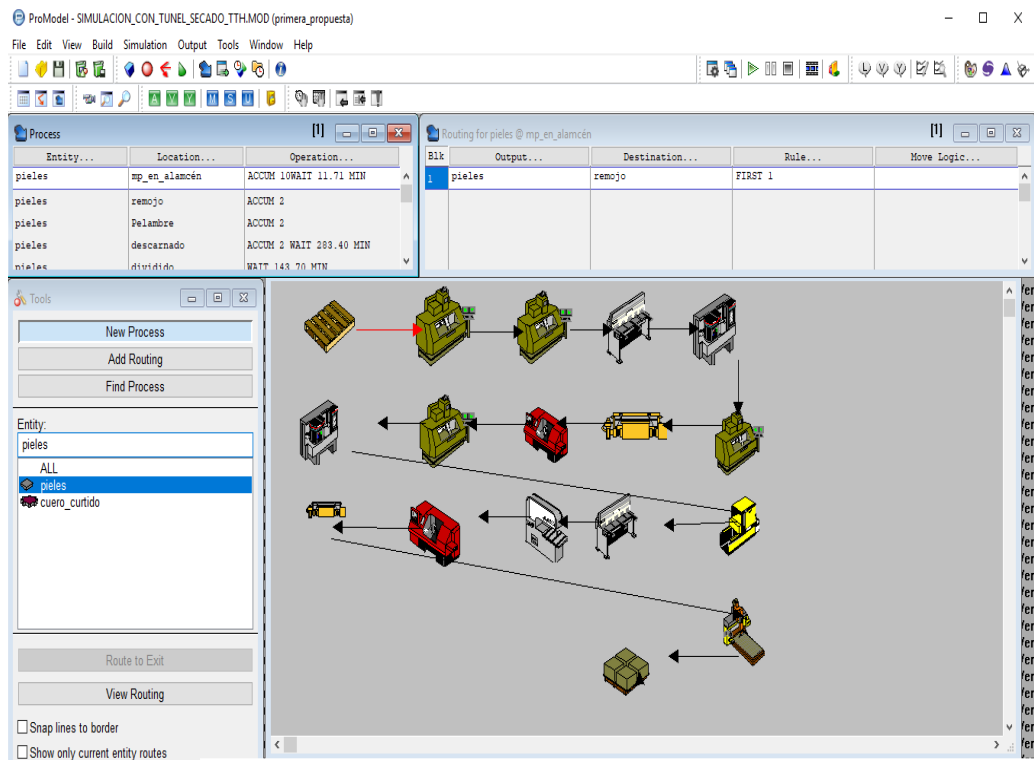 ProModel - SIMULACION_CON_TUNEL_SECADO_TTH.MOD (primera_propuesta)
File Edit View Build Simulation Output Tools Window Help
Process [1]
Entity... Location... Operation...
pieles mp_en_alamcén ACCUM 10WAIT 11.71 MIN
pieles remojo ACCUM 2
pieles Pelambre ACCUM 2
pieles descarnado ACCUM 2 WAIT 283.40 MIN
pieles dividido WAIT 143.70 MIN
Routing for pieles @ mp_en_alamcén [1]
Blk Output... Destination... Rule... Move Logic...
1 pieles remojo FIRST 1
Tools
New Process
Add Routing
Find Process
Entity:
pieles
ALL
pieles
cuero_curtido
Route to Exit
View Routing
Snap lines to border
Show only current entity routes